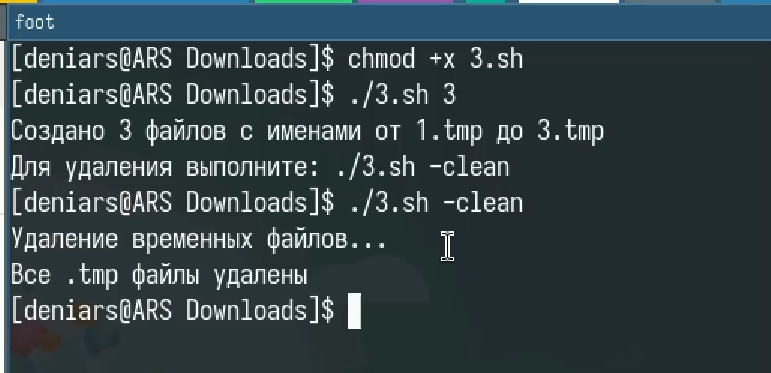 foot
[deniars@ARS Downloads]$ chmod +x 3.sh
[deniars@ARS Downloads]$ ./3.sh 3
Создано 3 файлов с именами от 1.tmp до 3.tmp
Для удаления выполните: ./3.sh -clean
[deniars@ARS Downloads]$ ./3.sh -clean
Удаление временных файлов...
Все .tmp файлы удалены
[deniars@ARS Downloads]$